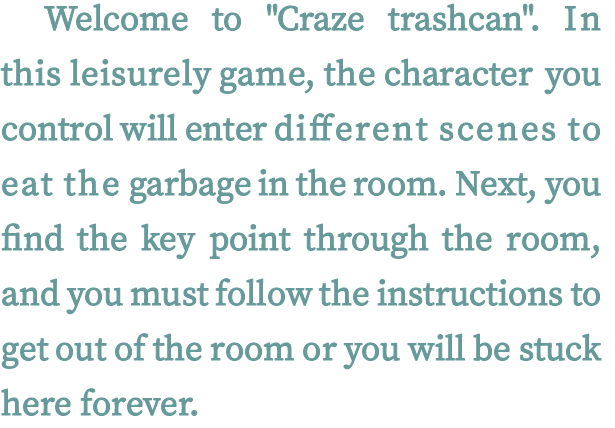 Welcome to "Craze trashcan". In
this leisurely game, the character you
control will enter different scenes to
eat the garbage in the room. Next, you
find the key point through the room,
and you must follow the instructions to
get out of the room or you will be stuck
here forever.